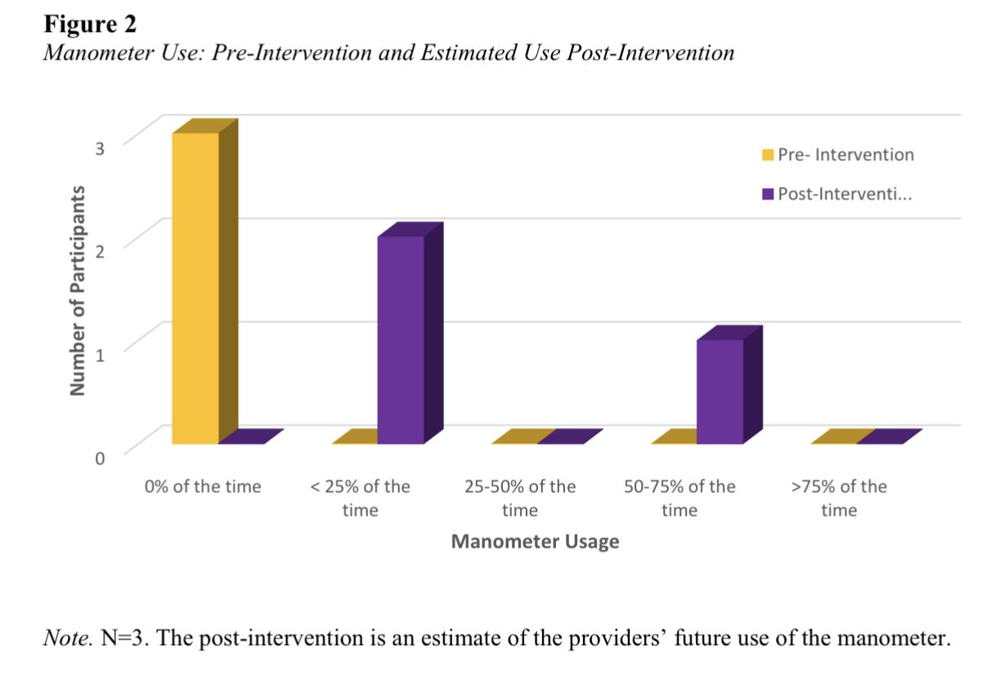 Figure 2
Manometer Use: Pre-Intervention and Estimated Use Post-Intervention
3
2
1
0
Number of Participants
Pre- Intervention
Post-Interventi...
0% of the time
< 25% of the
time
25-50% of the
time
50-75% of the
time
>75% of the
time
Manometer Usage
Note. N=3. The post-intervention is an estimate of the providers’ future use of the manometer.